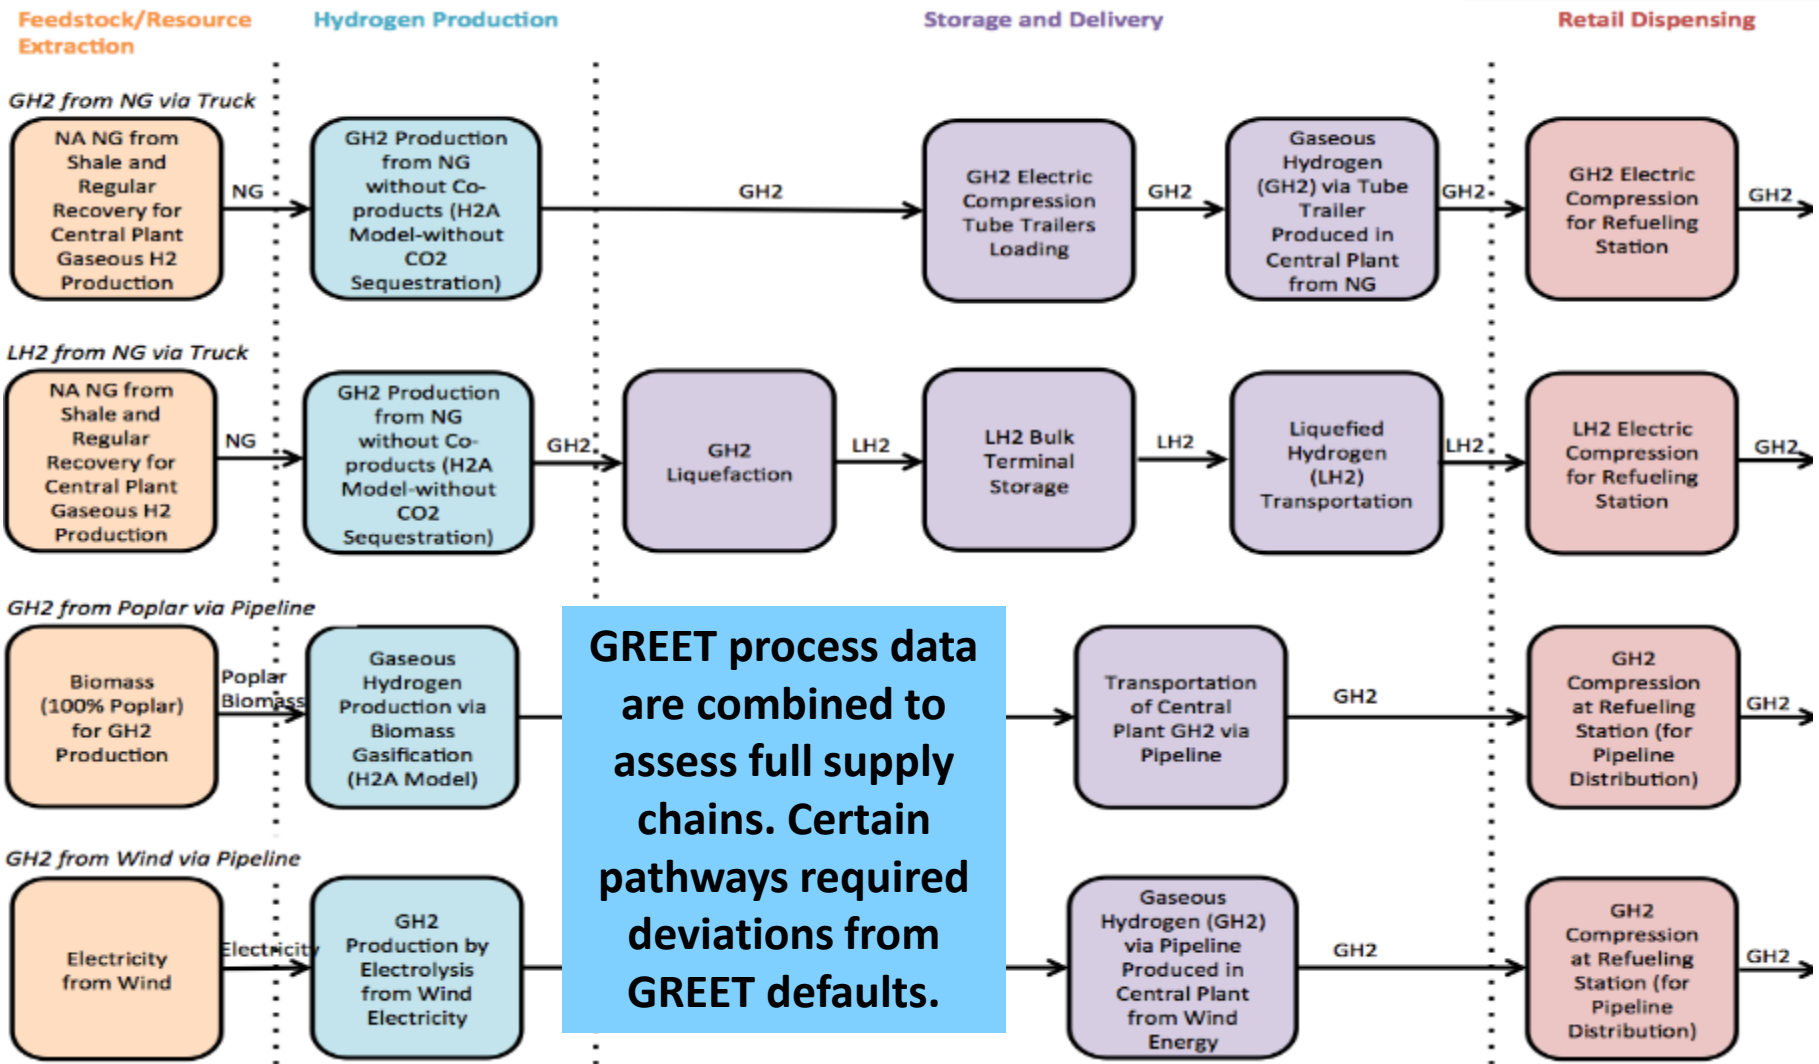 Feedstock/Resource
Extraction
Hydrogen Production
Storage and Delivery
Retail Dispensing
GH2 from NG via Truck
NA NG from
Shale and
Regular
Recovery for
Central Plant
Gaseous H2
Production
NG
GH2 Production
from NG
without Co-
products (H2A
Model-without
CO2
Sequestration)
GH2
GH2 Electric
Compression
Tube Trailers
Loading
GH2
Gaseous
Hydrogen
(GH2) via Tube
Trailer
Produced in
Central Plant
from NG
GH2
GH2 Electric
Compression
for Refueling
Station
GH2
LH2 from NG via Truck
NA NG from
Shale and
Regular
Recovery for
Central Plant
Gaseous H2
Production
NG
GH2 Production
from NG
without Co-
products (H2A
Model-without
CO2
Sequestration)
GH2
GH2
Liquefaction
LH2
LH2 Bulk
Terminal
Storage
LH2
Liquefied
Hydrogen
(LH2)
Transportation
LH2
LH2 Electric
Compression
for Refueling
Station
GH2
GH2 from Poplar via Pipeline
Biomass
(100% Poplar)
for GH2
Production
Poplar
Biomass
Gaseous
Hydrogen
Production via
Biomass
Gasification
(H2A Model)
GREET process data
are combined to
assess full supply
chains. Certain
pathways required
deviations from
GREET defaults.
Transportation
of Central
Plant GH2 via
Pipeline
GH2
GH2
Compression
at Refueling
Station (for
Pipeline
Distribution)
GH2
GH2 from Wind via Pipeline
Electricity
from Wind
Electricity
GH2
Production by
Electrolysis
from Wind
Electricity
Gaseous
Hydrogen (GH2)
via Pipeline
Produced in
Central Plant
from Wind
Energy
GH2
GH2
Compression
at Refueling
Station (for
Pipeline
Distribution)
GH2